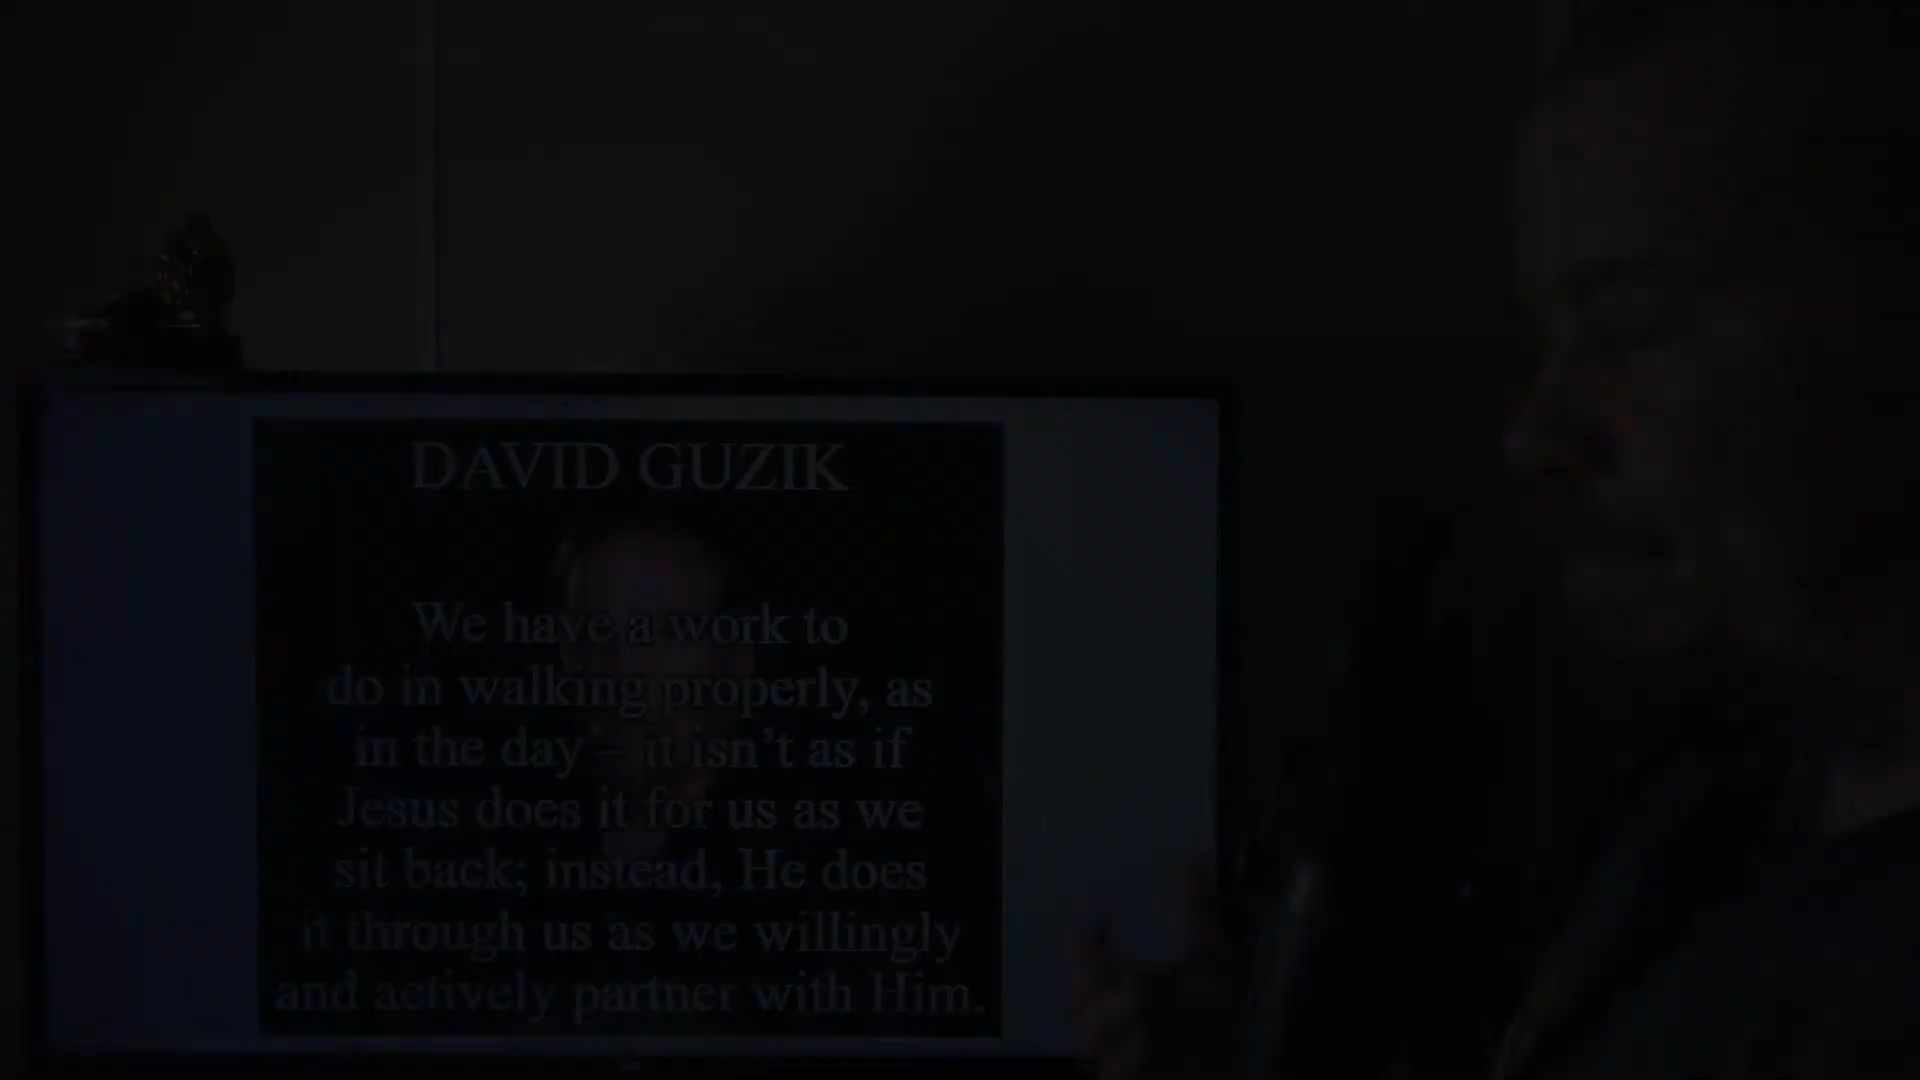 DAVID GUZIK
We have a work to
do in walking properly, as
in the day – it isn't as if
Jesus does it for us as we
sit back; instead, He does
it through us as we willingly
and actively partner with Him.